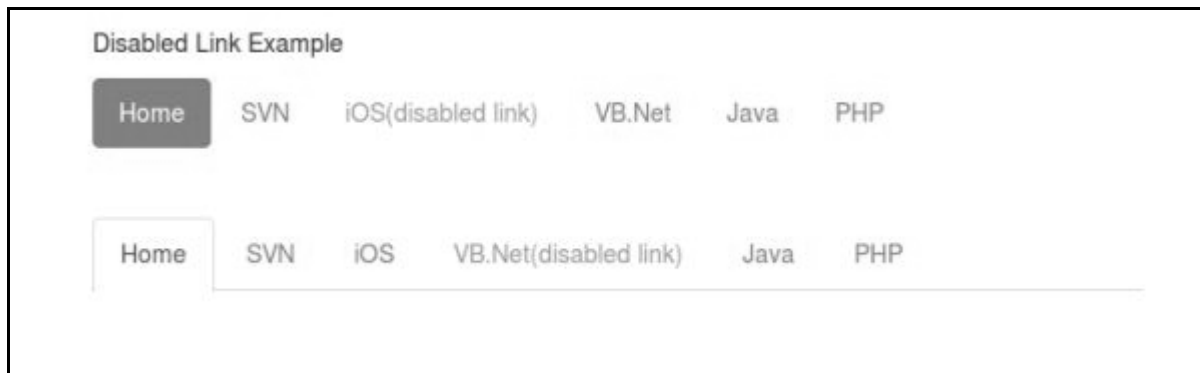 Disabled Link Example
Home SVN iOS(disabled link) VB.Net Java PHP
Home SVN iOS VB.Net(disabled link) Java PHP